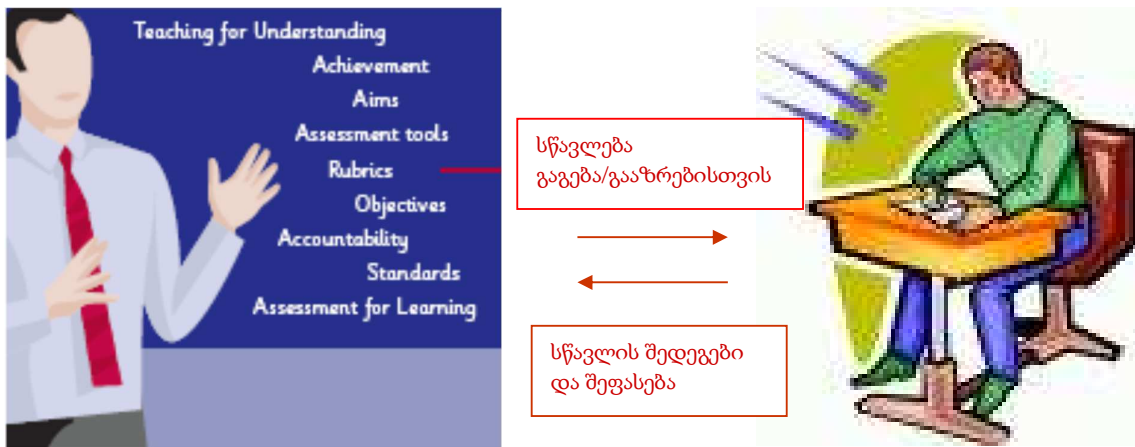 Teaching for Understanding
Achievement
Aims
Assessment tools
Rubrics
Objectives
Accountability
Standards
Assessment for Learning
სწავლება
გაგება/გააზრებისთვის
სწავლის შედეგები
და შეფასება